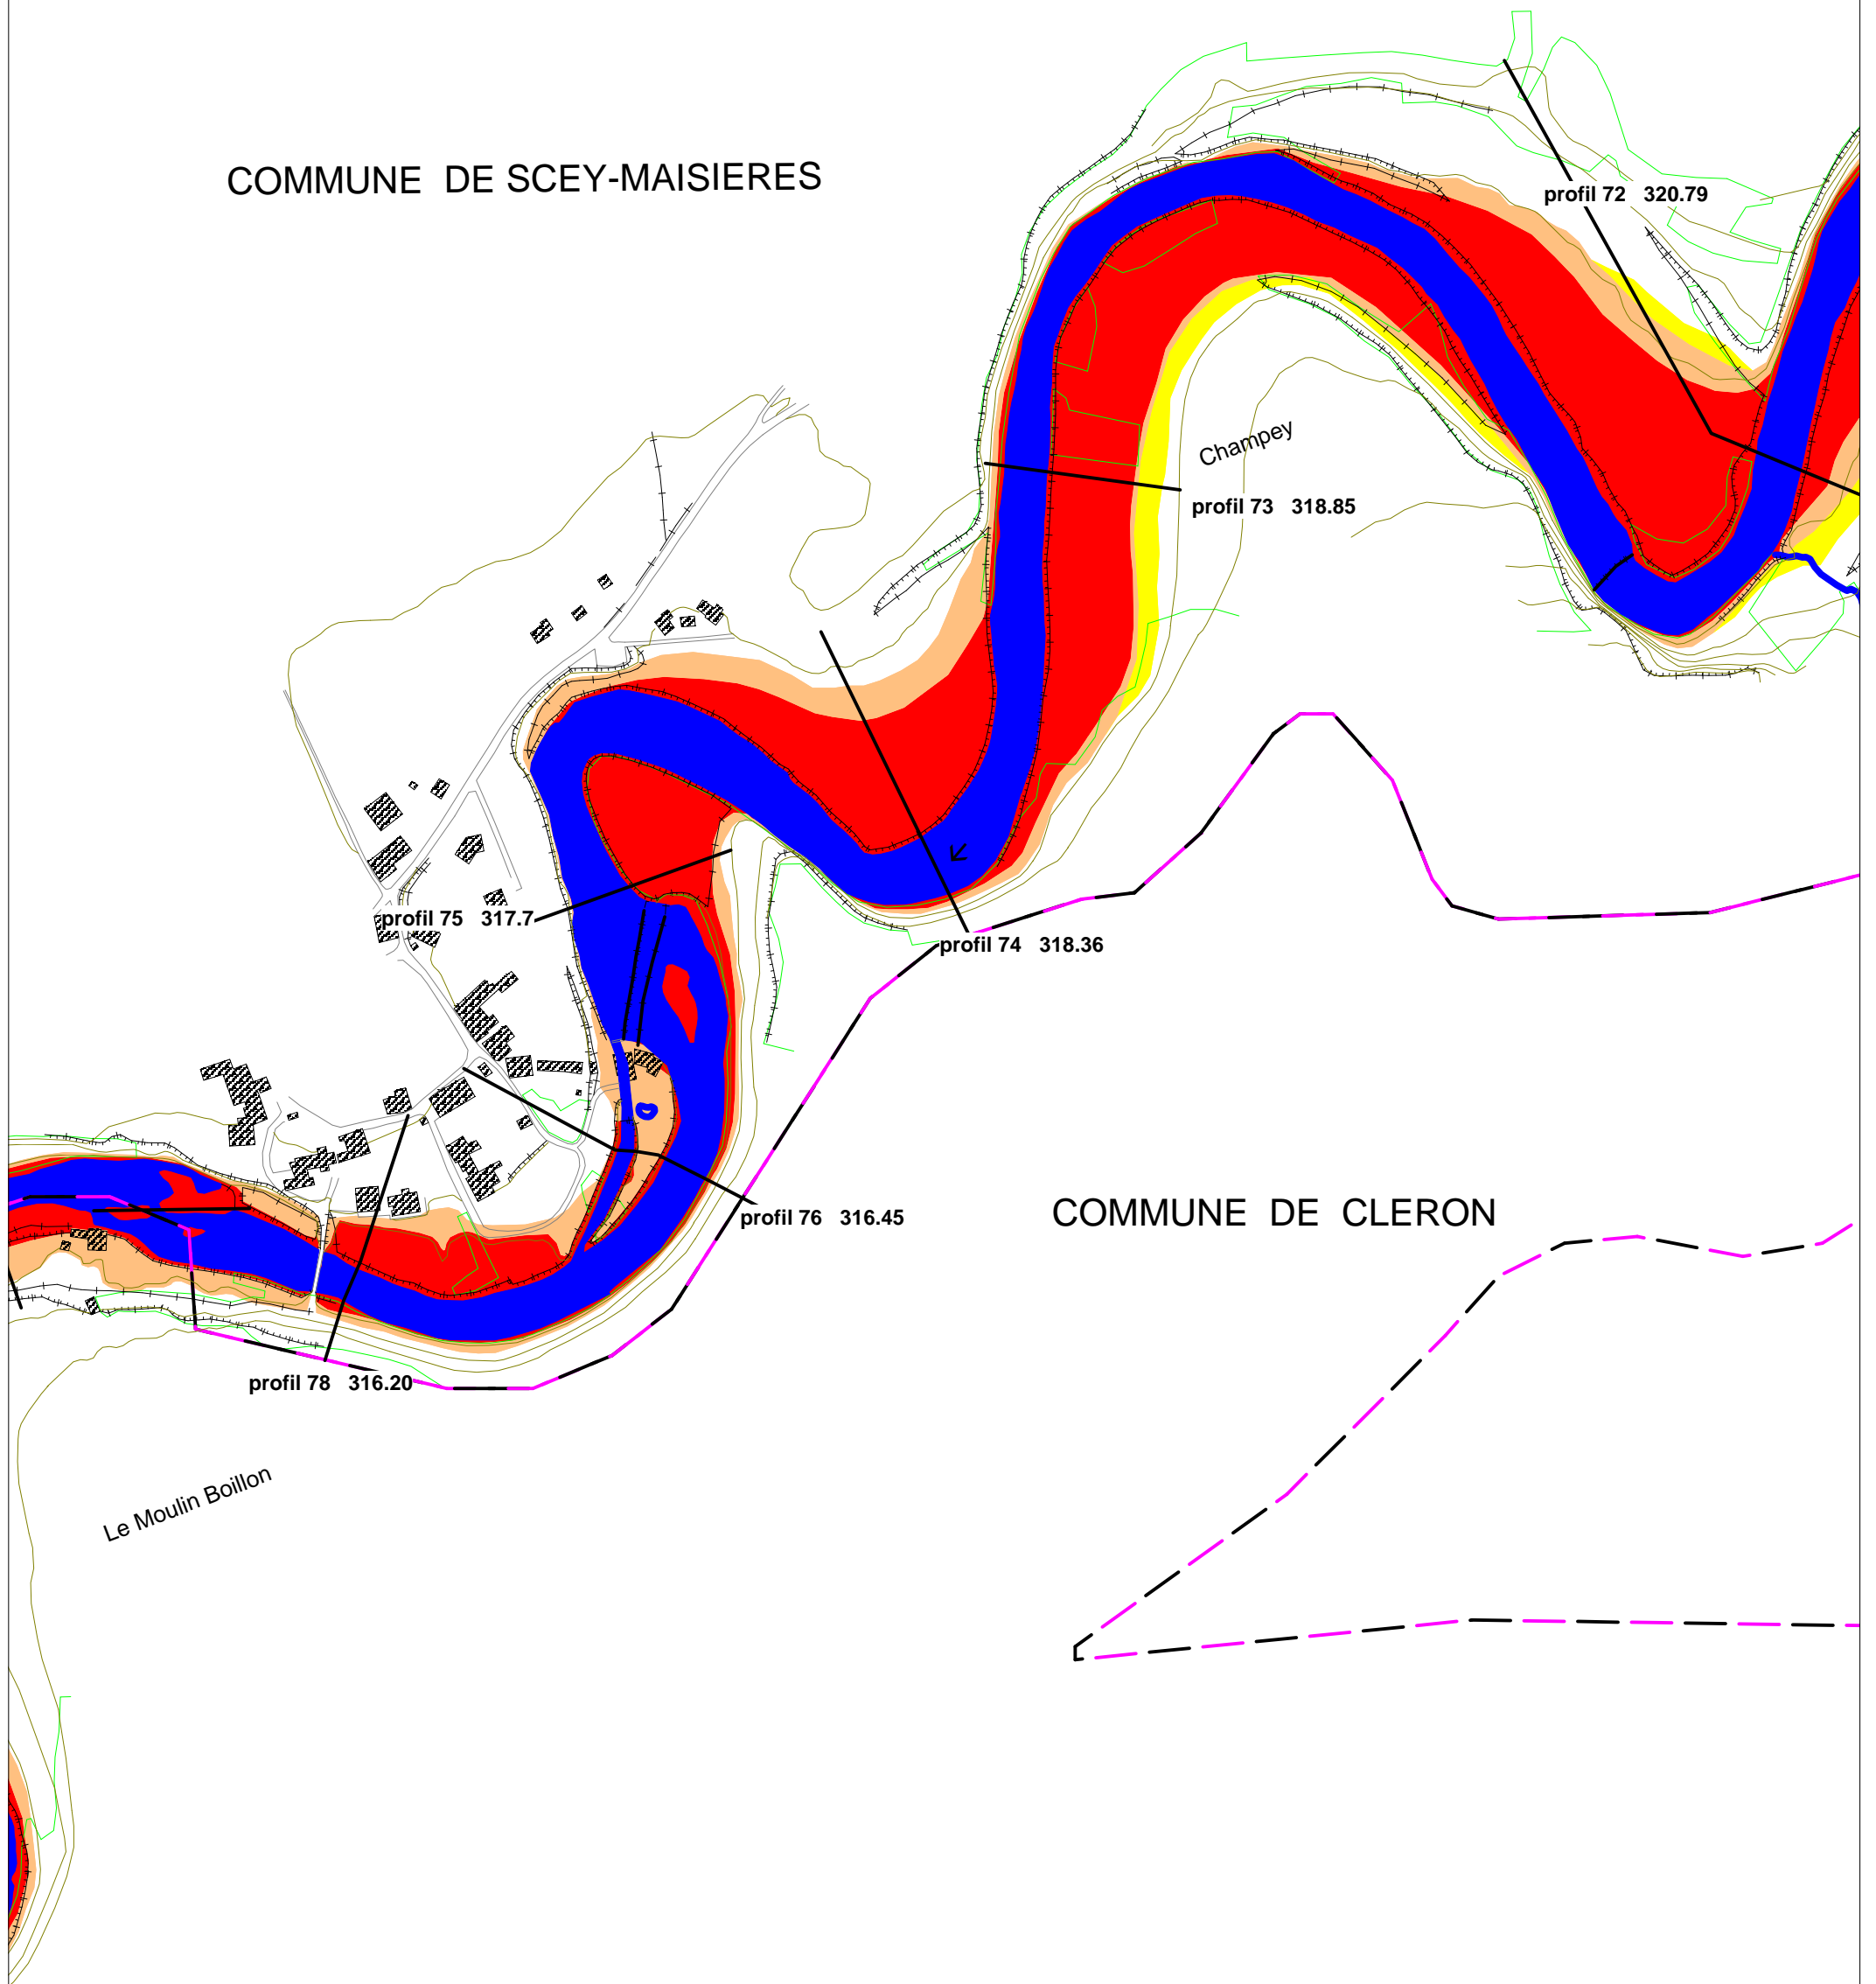 COMMUNE DE SCEY-MAISIERES
profil 72 320.79
Champey
profil 73 318.85
profil 75 317.7
profil 74 318.36
profil 76 316.45
COMMUNE DE CLERON
profil 78 316.20
Le Moulin Boillon